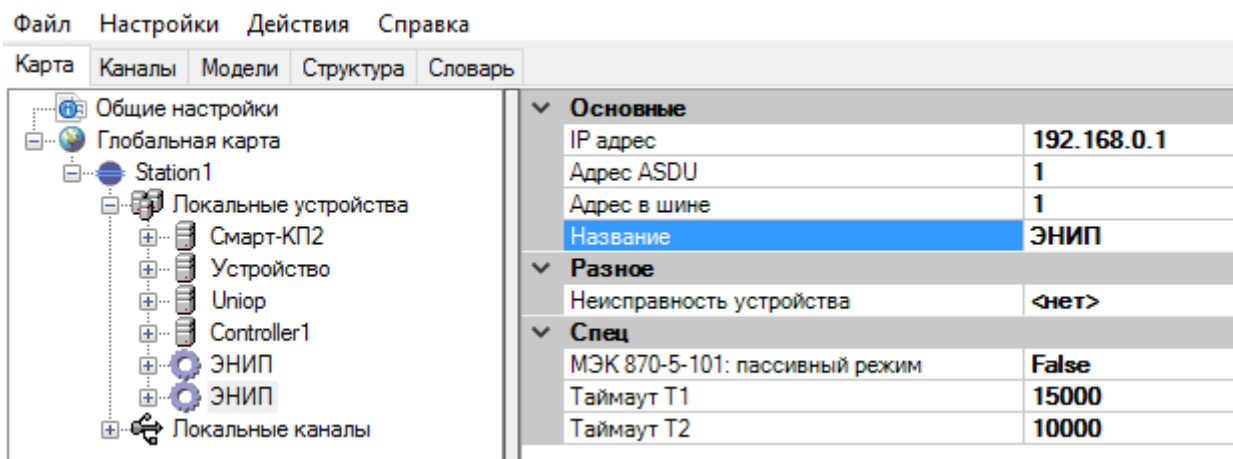 Файл Настройки Действия Справка
Карта Каналы Модели Структура Словарь
Общие настройки
Глобальная карта
Station1
Локальные устройства
Смарт-КП2
Устройство
Uniop
Controller1
ЭНИП
ЭНИП
Локальные каналы
Основные
IP адрес 192.168.0.1
Адрес ASDU 1
Адрес в шине 1
Название ЭНИП
Разное
Неисправность устройства <нет>
Спец
МЭК 870-5-101: пассивный режим False
Таймаут T1 15000
Таймаут T2 10000